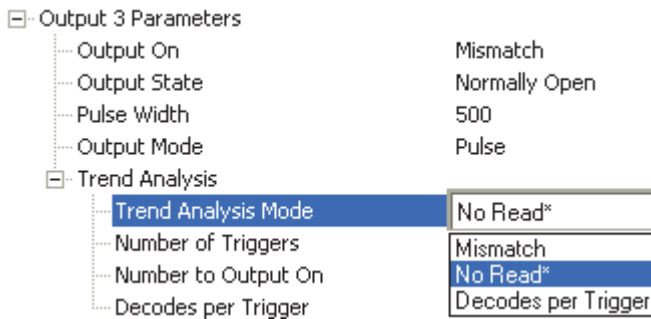 Output 3 Parameters
Output On Mismatch
Output State Normally Open
Pulse Width 500
Output Mode Pulse
Trend Analysis
Trend Analysis Mode No Read*
Number of Triggers Mismatch
Number to Output On No Read*
Decodes per Trigger Decodes per Trigger